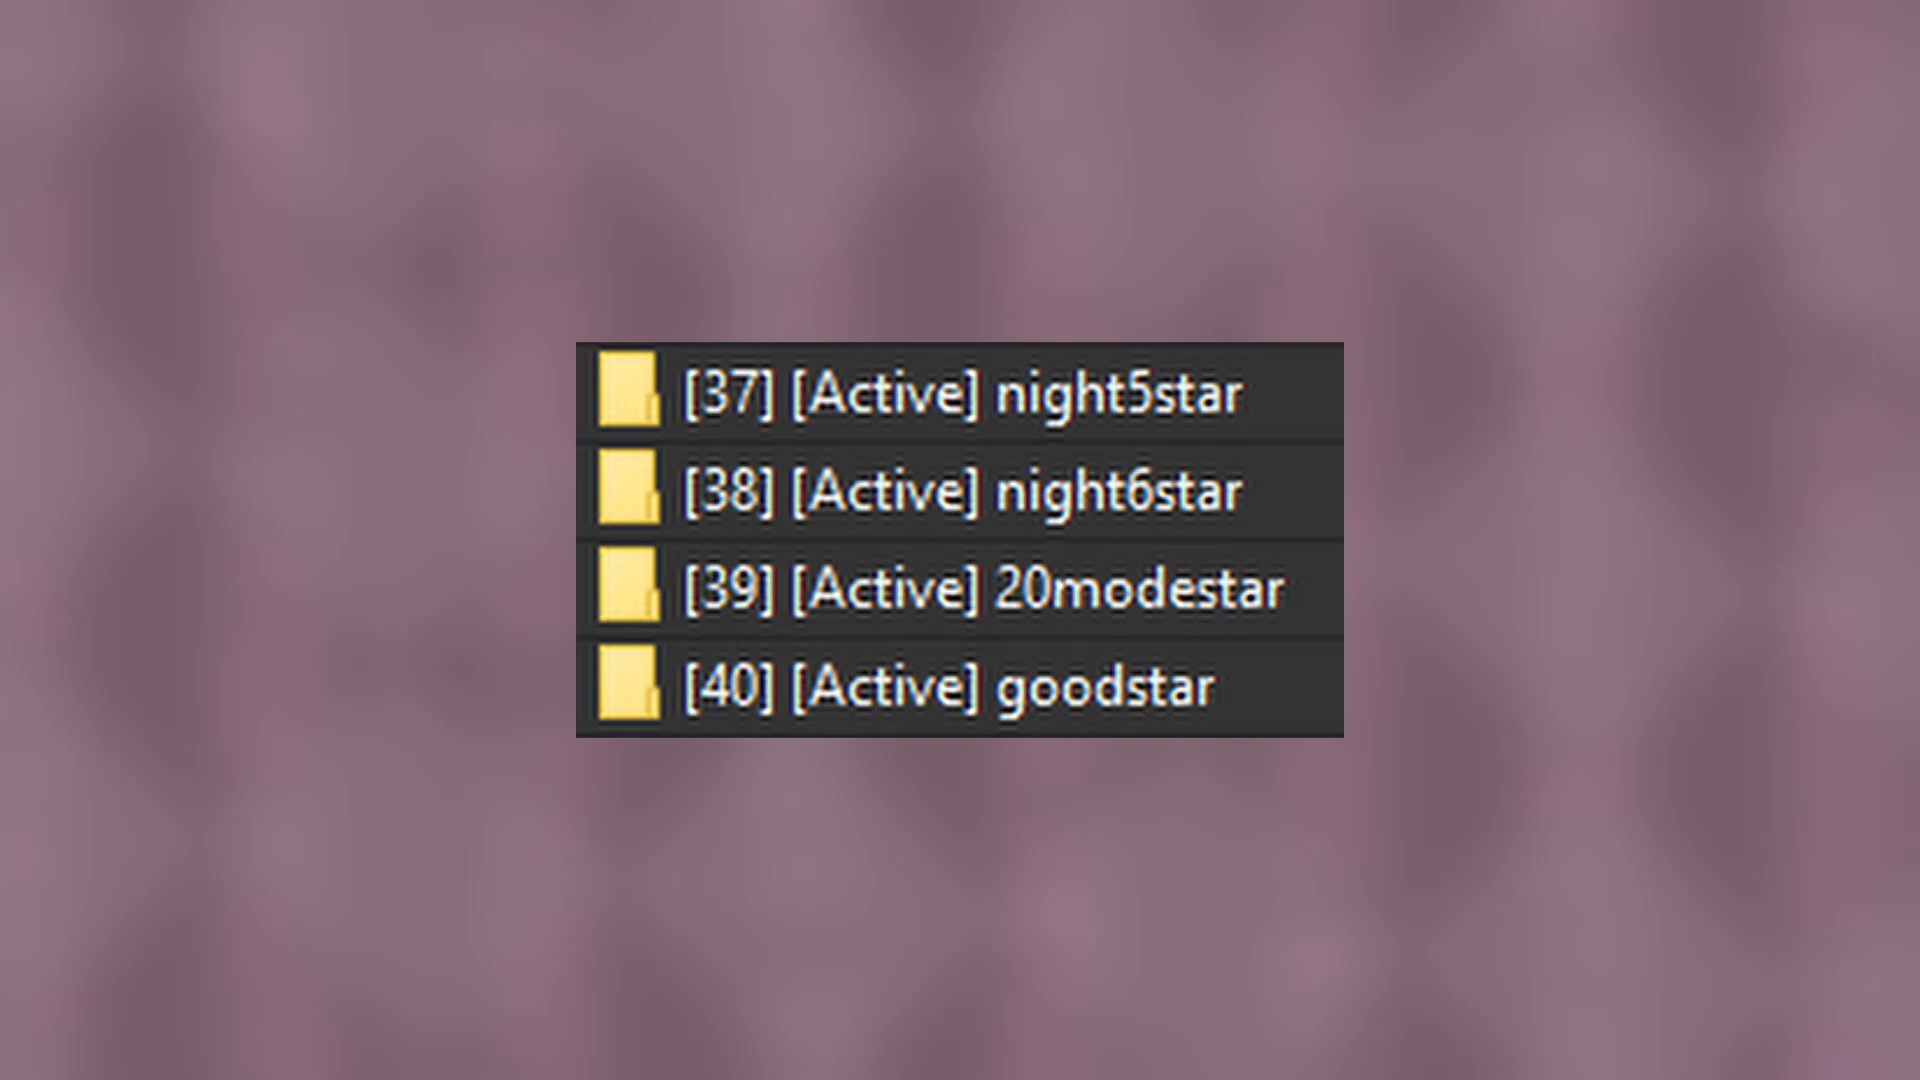 [37] [Active] night5star
[38] [Active] night6star
[39] [Active] 20modestar
[40] [Active] goodstar